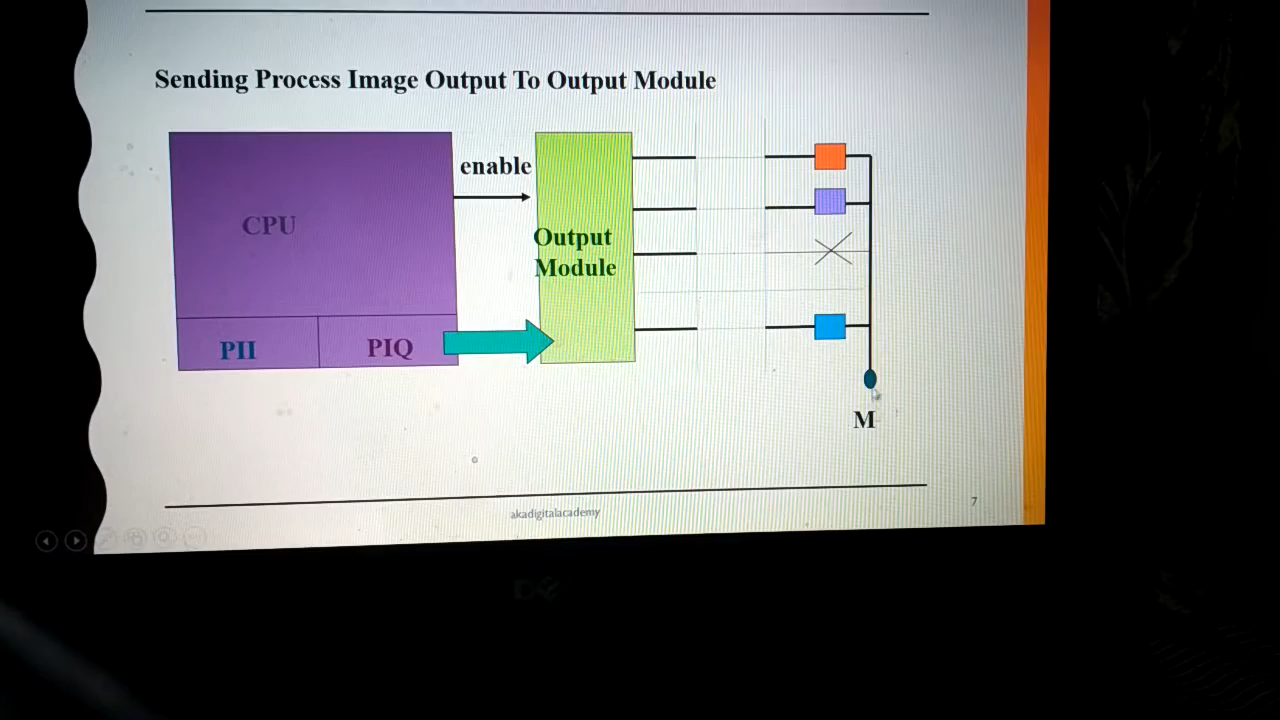 Sending Process Image Output To Output Module
enable
CPU
Output
Module
PII
PIQ
M
akadigitalacademy
7